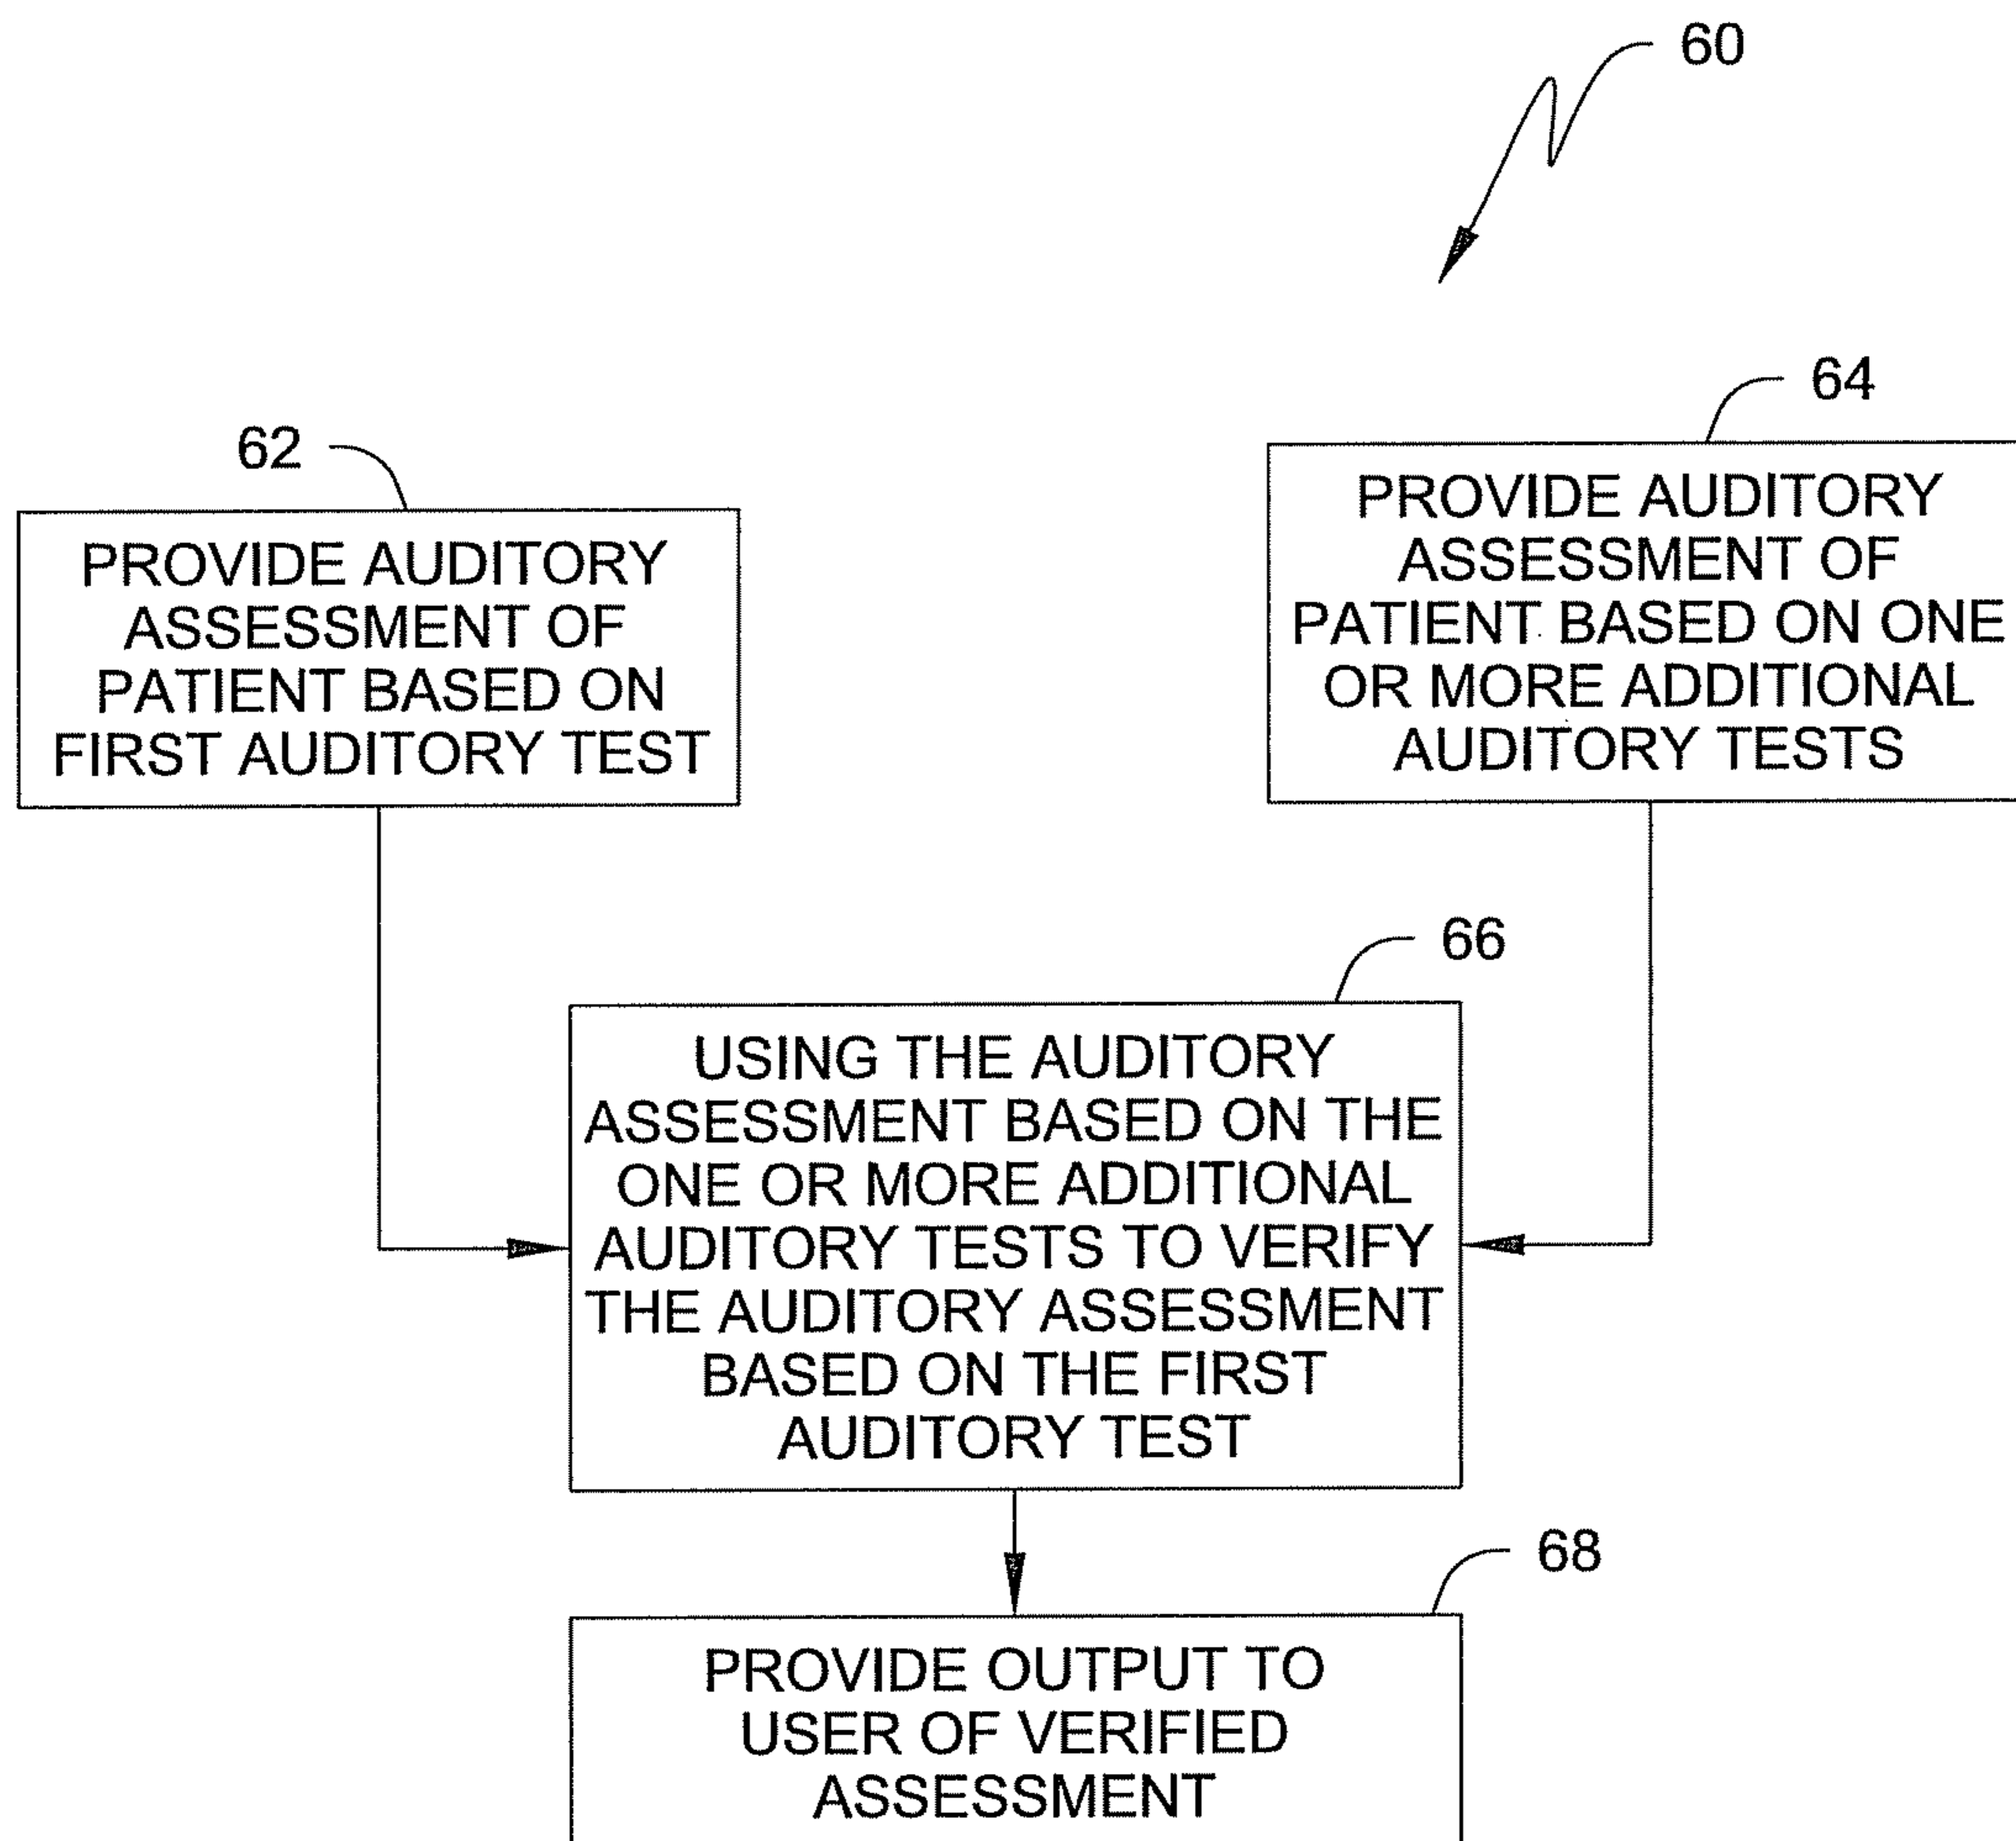 60
62
PROVIDE AUDITORY
ASSESSMENT OF
PATIENT BASED ON
FIRST AUDITORY TEST
64
PROVIDE AUDITORY
ASSESSMENT OF
PATIENT BASED ON ONE
OR MORE ADDITIONAL
AUDITORY TESTS
66
USING THE AUDITORY
ASSESSMENT BASED ON THE
ONE OR MORE ADDITIONAL
AUDITORY TESTS TO VERIFY
THE AUDITORY ASSESSMENT
BASED ON THE FIRST
AUDITORY TEST
68
PROVIDE OUTPUT TO
USER OF VERIFIED
ASSESSMENT